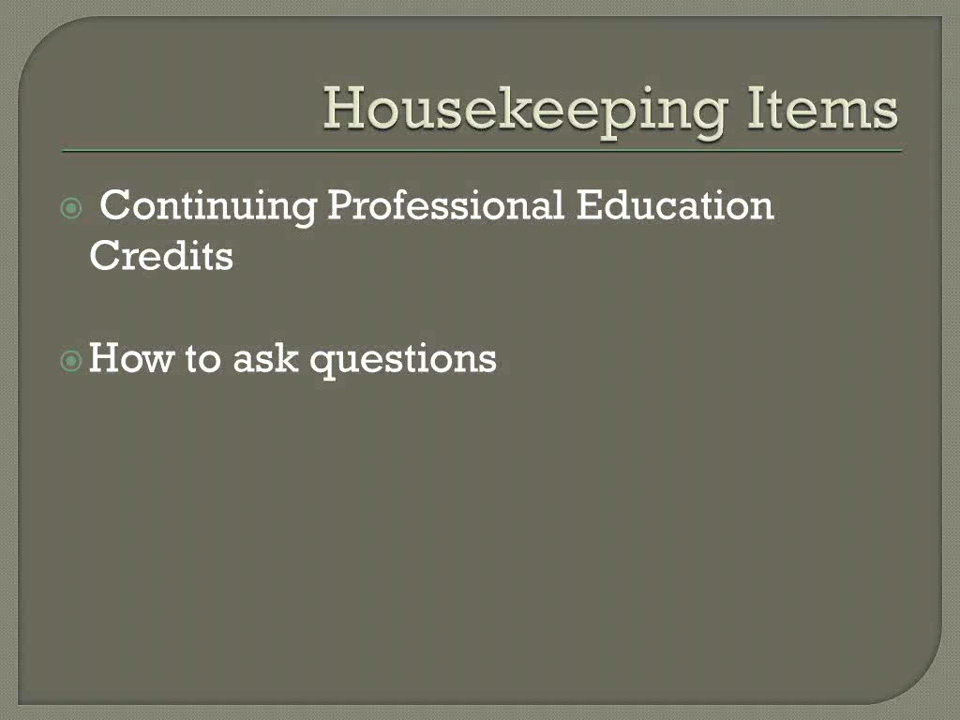 Housekeeping Items
Continuing Professional Education
Credits
How to ask questions